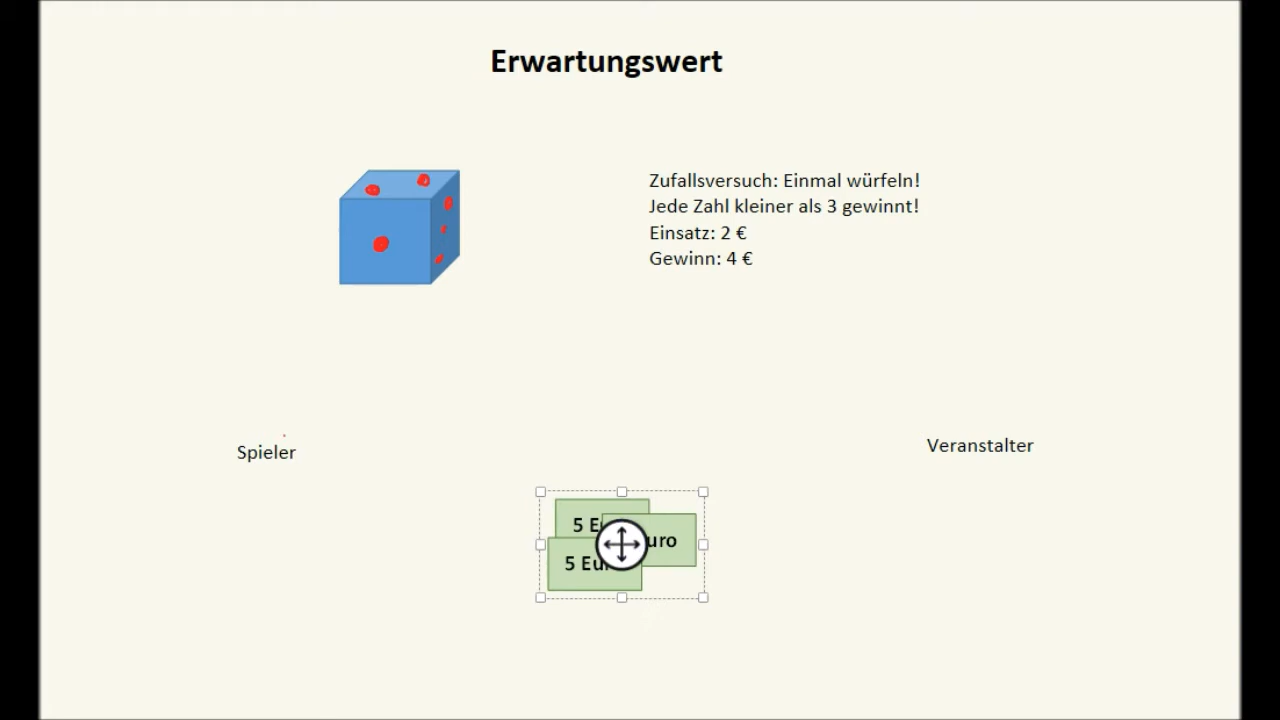 Erwartungswert
Zufallsversuch: Einmal würfeln!
Jede Zahl kleiner als 3 gewinnt!
Einsatz: 2 €
Gewinn: 4 €
Spieler
Veranstalter
5
5